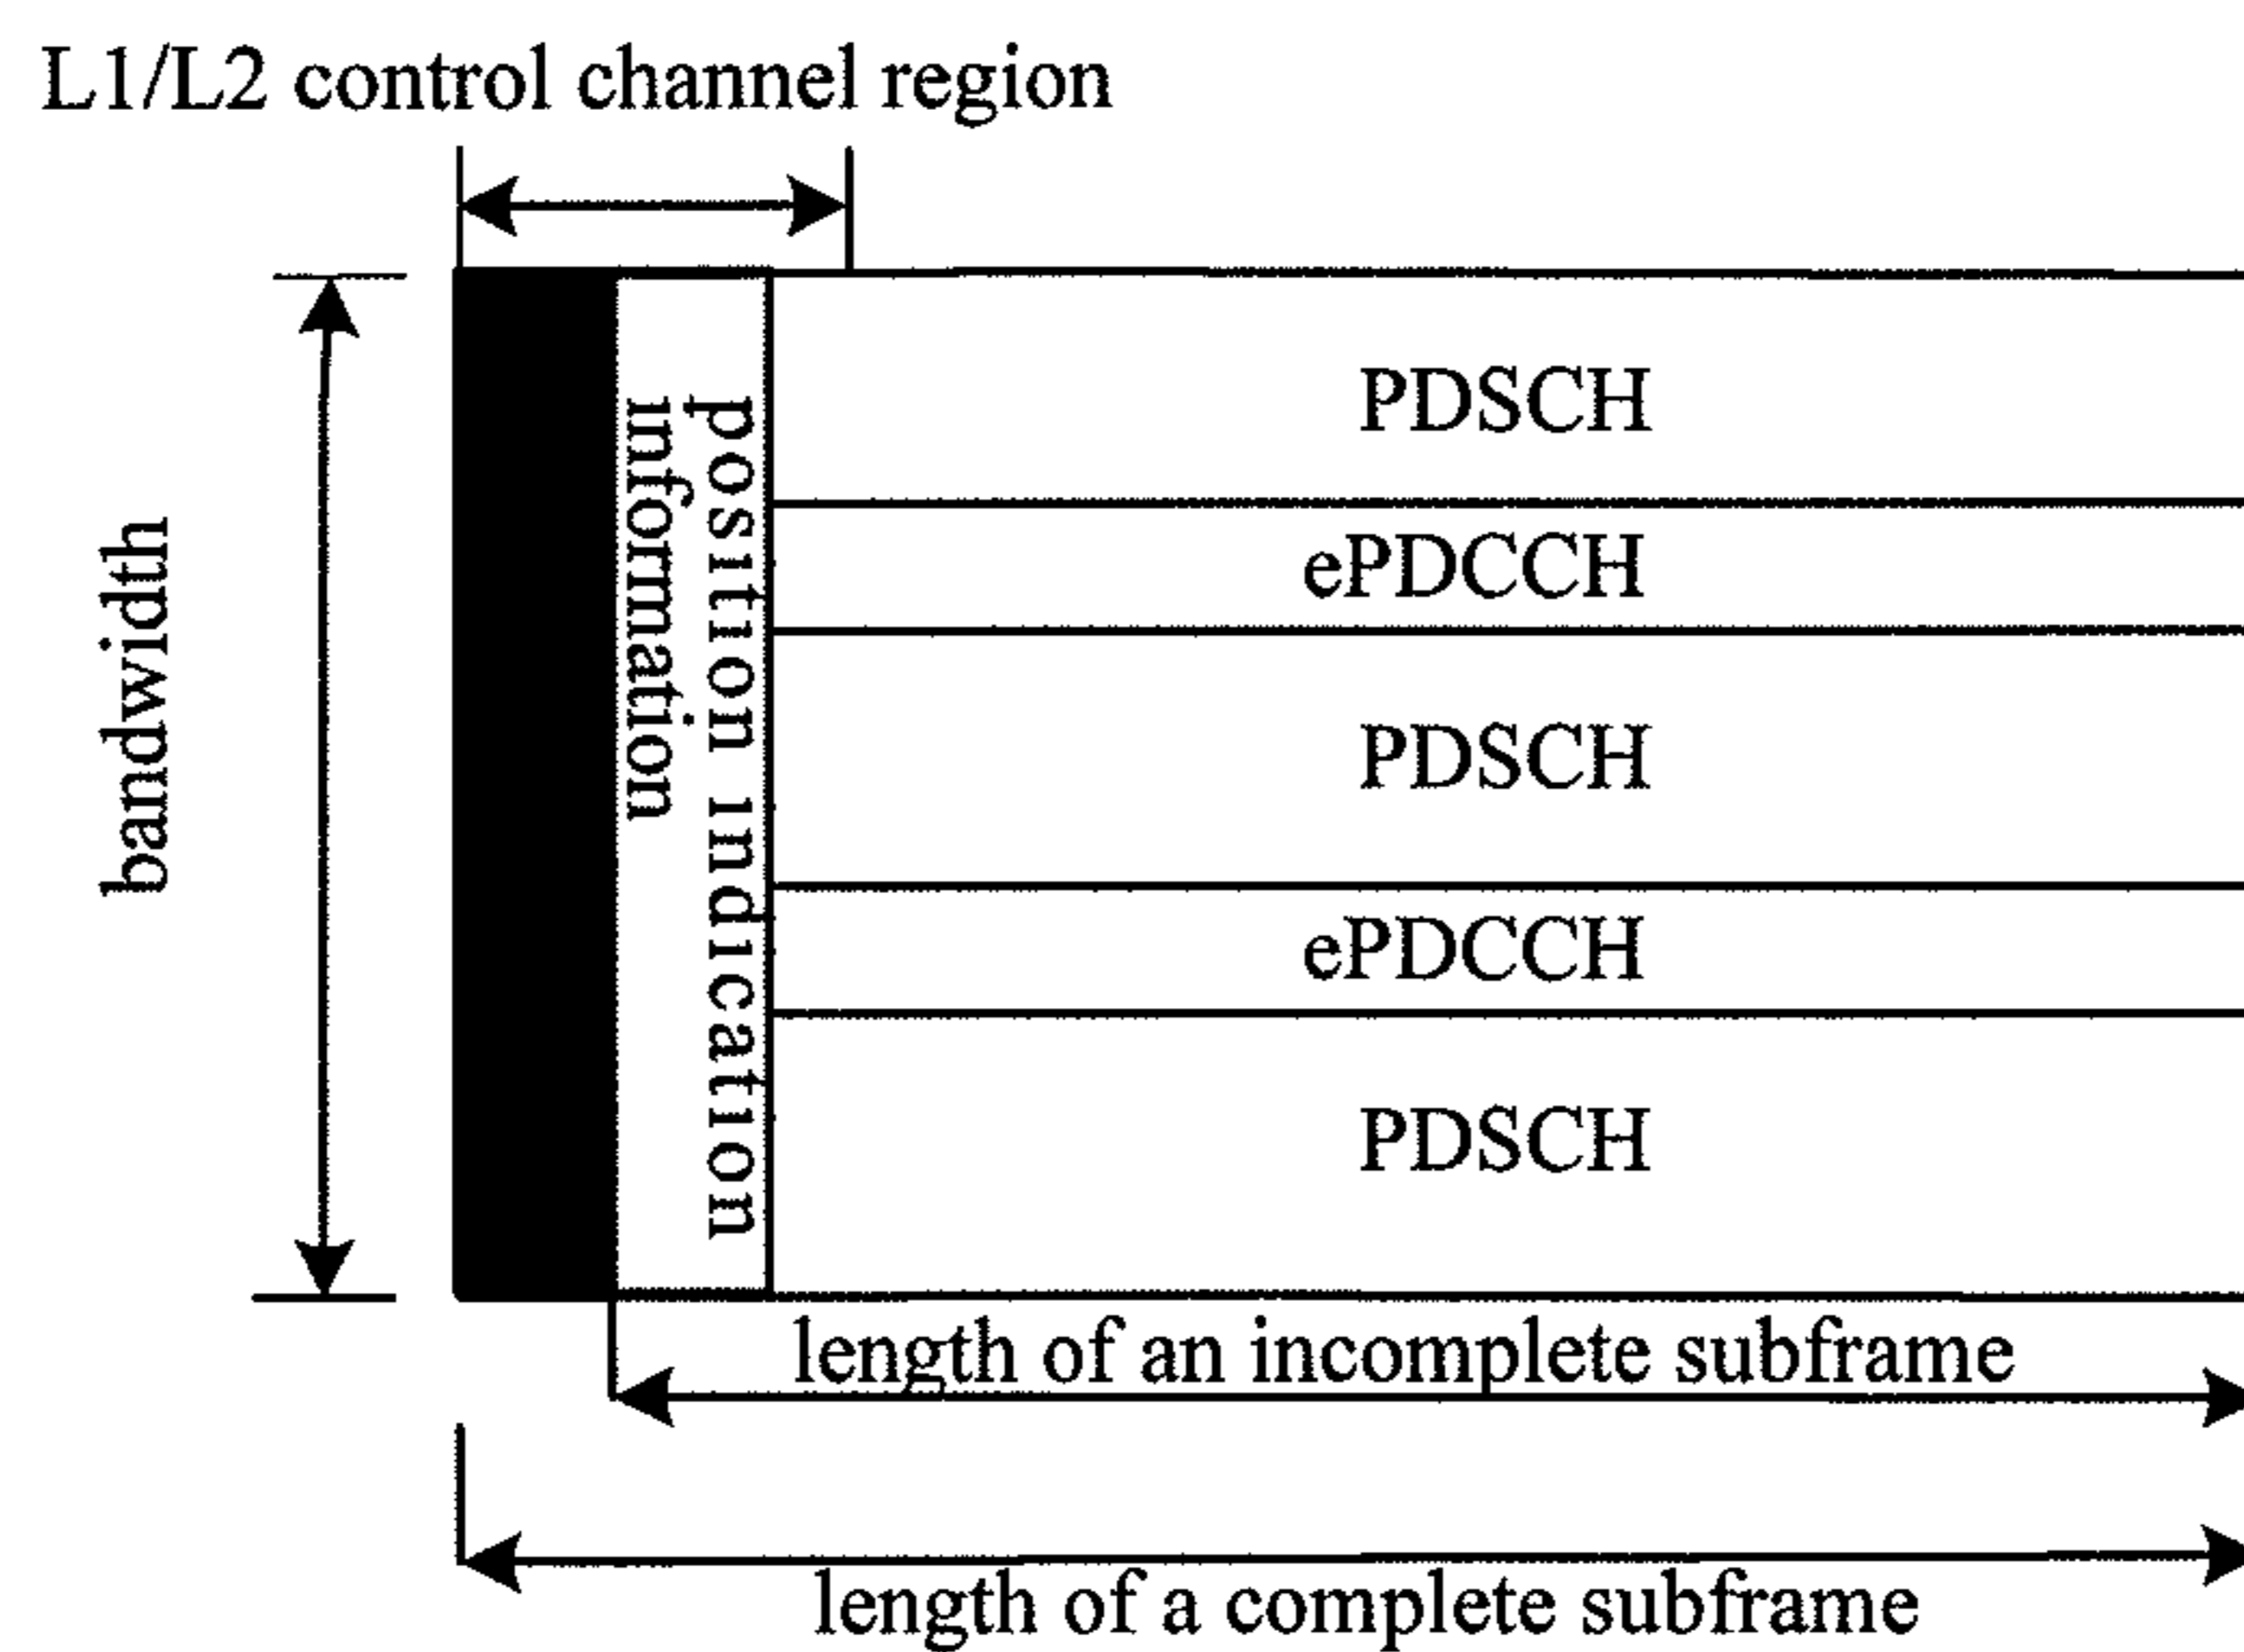 L1/L2 control channel region
bandwidth
position indication
information
PDSCH
ePDCCH
PDSCH
ePDCCH
PDSCH
length of an incomplete subframe
length of a complete subframe